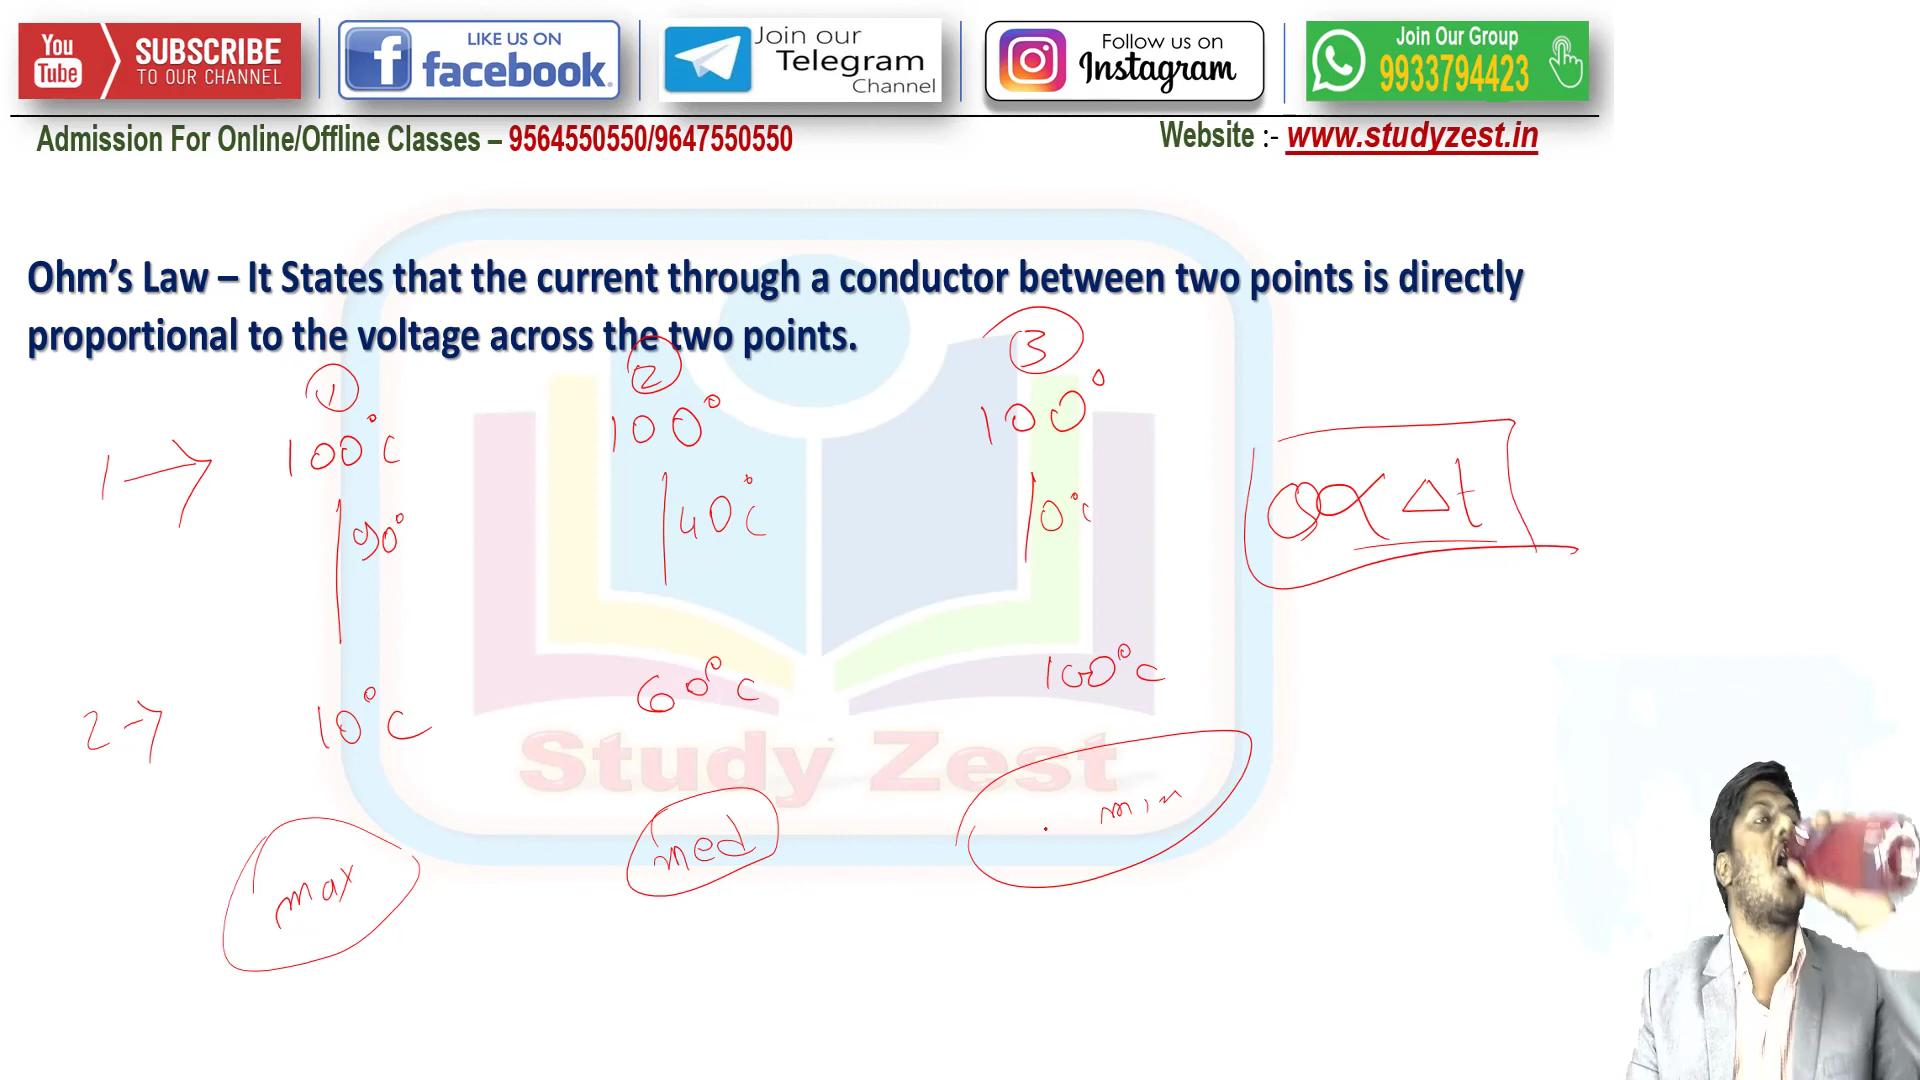 You Tube SUBSCRIBE TO OUR CHANNEL
LIKE US ON facebook.
Join our Telegram Channel
Follow us on Instagram
Join Our Group 9933794423
Admission For Online/Offline Classes – 9564550550/9647550550
Website :- www.studyzest.in
Ohm's Law – It States that the current through a conductor between two points is directly
proportional to the voltage across the two points.
1 2 3
1 → 100°C 100° 100°
90° 40°C 0°C ∝ Δt
2 → 10°C 60°C 100°C
Study Zest
max med min